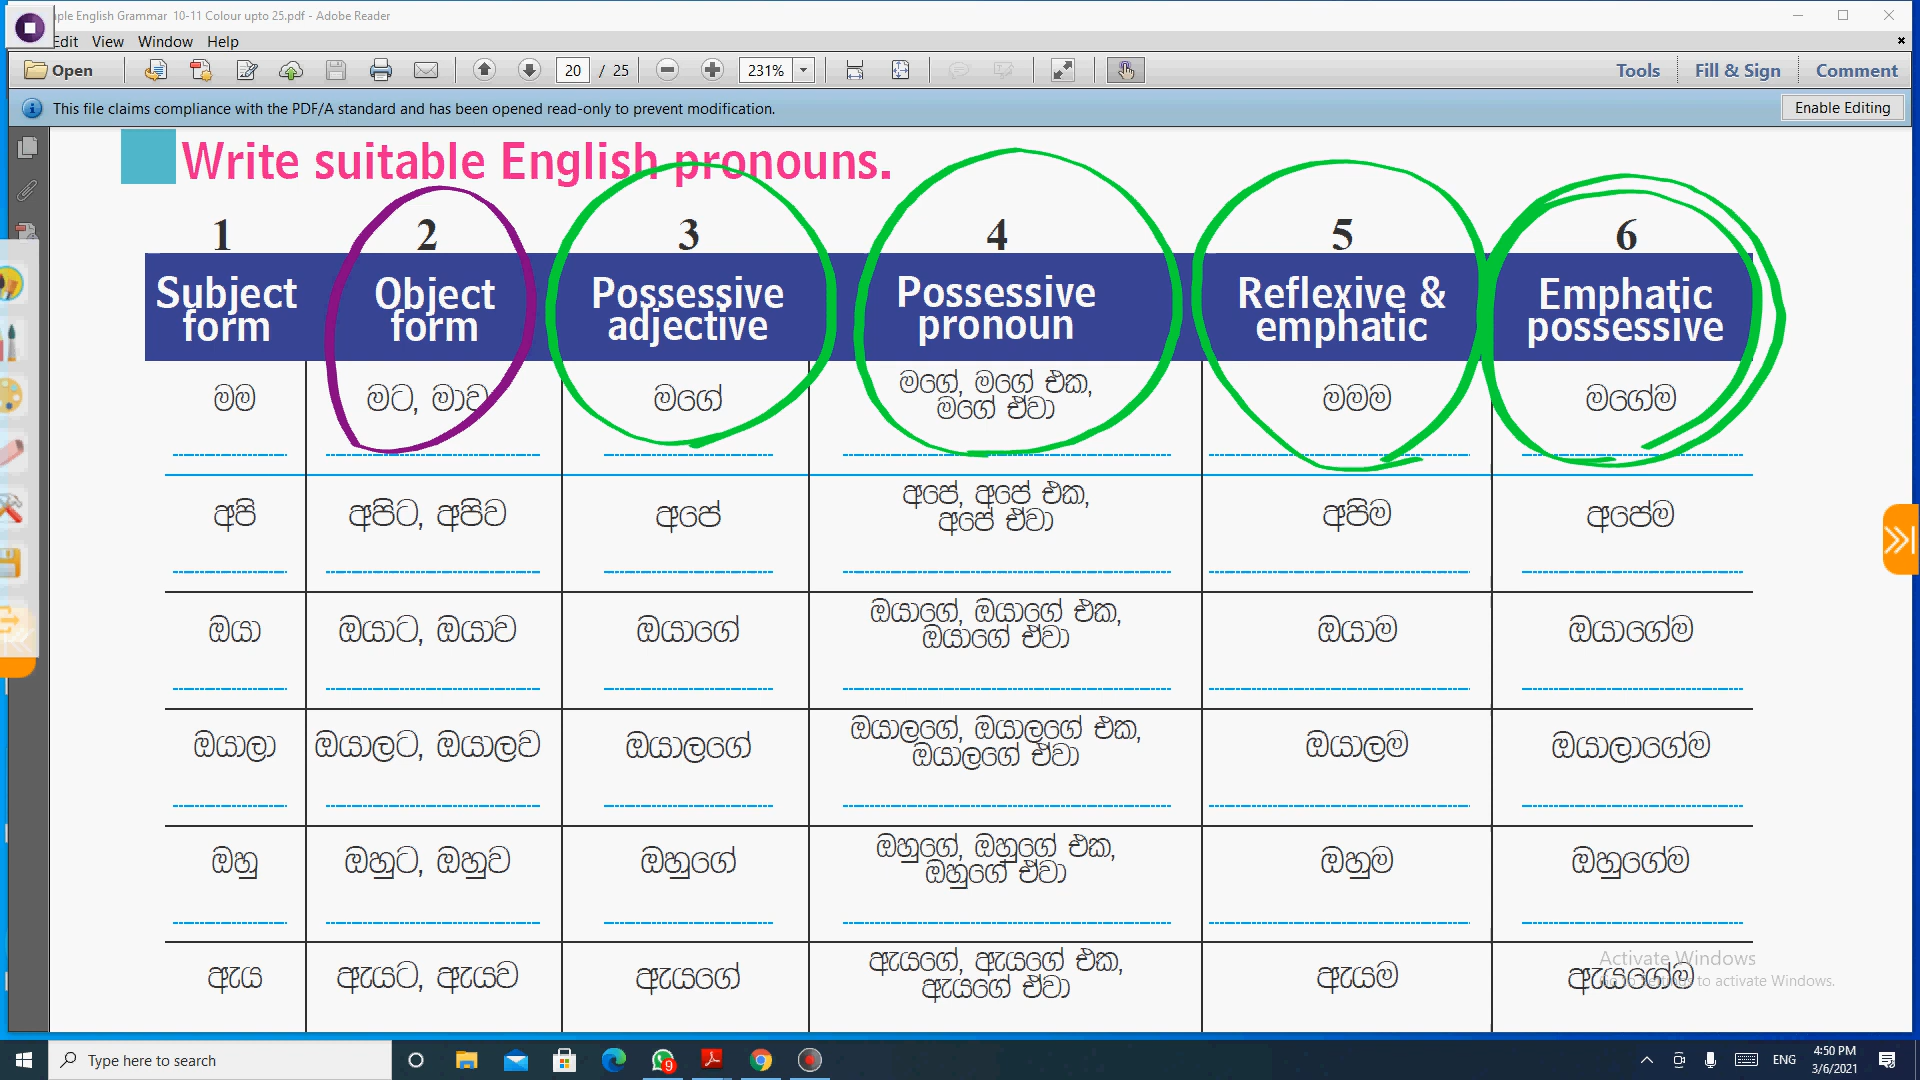 ple English Grammar 10-11 Colour upto 25.pdf - Adobe Reader
Edit View Window Help
Open 20 / 25 231% Tools Fill & Sign Comment
This file claims compliance with the PDF/A standard and has been opened read-only to prevent modification. Enable Editing
Write suitable English pronouns.
1 2 3 4 5 6
Subject form Object form Possessive adjective Possessive pronoun Reflexive & emphatic Emphatic possessive
මම මට, මාව මගේ මගේ, මගේ එක, මගේ ඒවා මමම මගේම
අපි අපිට, අපිව අපේ අපේ, අපේ එක, අපේ ඒවා අපිම අපේම
ඔයා ඔයාට, ඔයාව ඔයාගේ ඔයාගේ, ඔයාගේ එක, ඔයාගේ ඒවා ඔයාම ඔයාගේම
ඔයාලා ඔයාලට, ඔයාලව ඔයාලගේ ඔයාලගේ, ඔයාලගේ එක, ඔයාලගේ ඒවා ඔයාලම ඔයාලාගේම
ඔහු ඔහුට, ඔහුව ඔහුගේ ඔහුගේ, ඔහුගේ එක, ඔහුගේ ඒවා ඔහුම ඔහුගේම
ඇය ඇයට, ඇයව ඇයගේ ඇයගේ, ඇයගේ එක, ඇයගේ ඒවා ඇයම ඇයගේම
Activate Windows
Go to Settings to activate Windows.
Type here to search 9 ENG 4:50 PM
3/6/2021